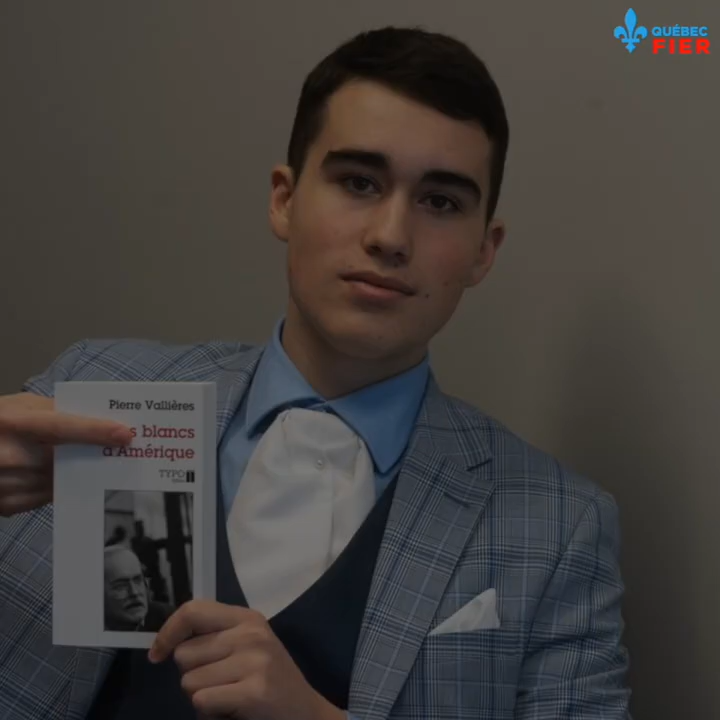 QUÉBEC
FIER
Pierre Vallières
s blancs
d'Amérique
TYPO